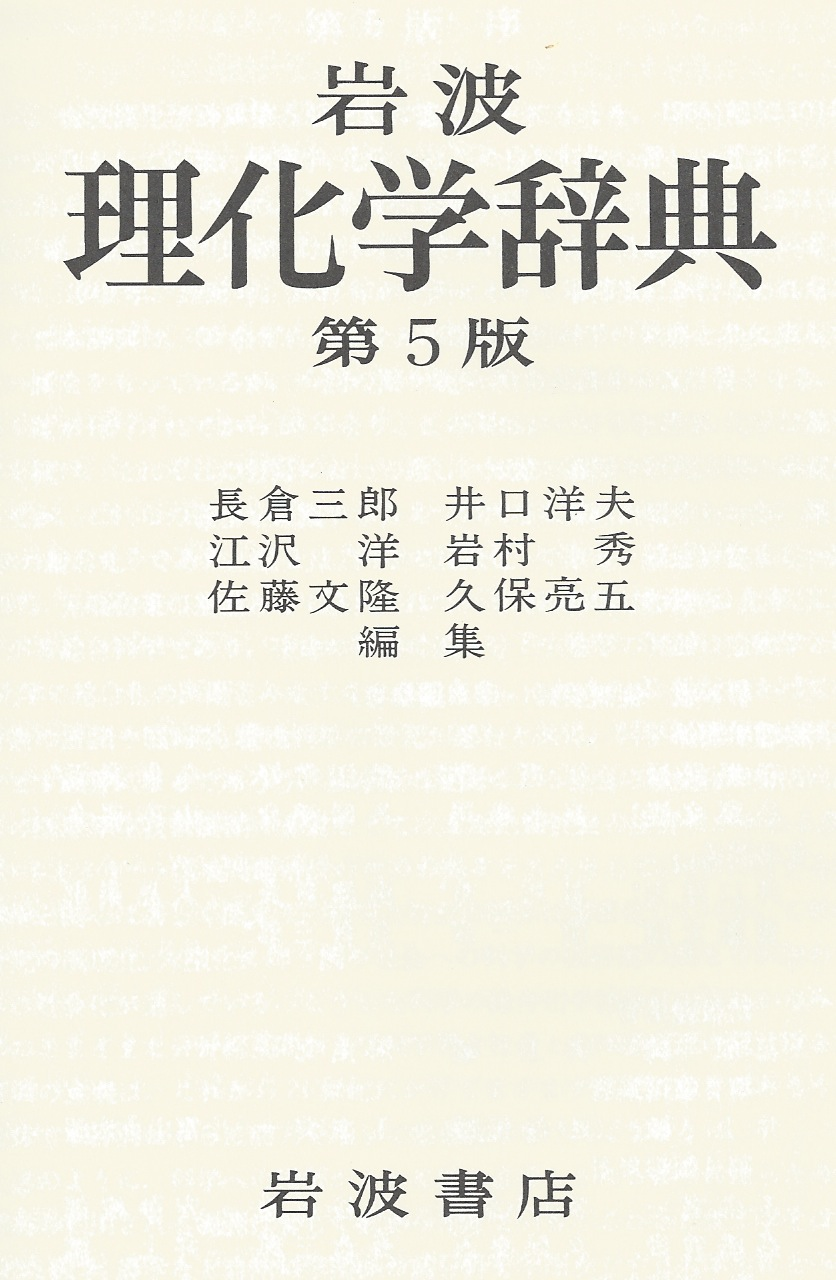 岩波
理化学辞典
第5版
長倉三郎　井口洋夫
江沢　洋　岩村　秀
佐藤文隆　久保亮五
編　集
岩波書店